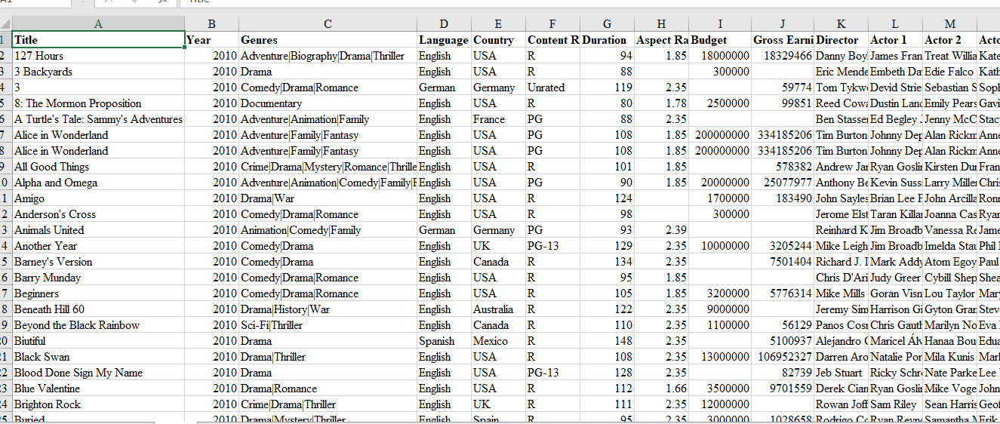 A B C D E F G H I J K L M
1 Title Year Genres Language Country Content R Duration Aspect Ra Budget Gross Earni Director Actor 1 Actor 2 Acto
2 127 Hours 2010 Adventure|Biography|Drama|Thriller English USA R 94 1.85 18000000 18329466 Danny Boy James Fran Treat Willia Kate
3 3 Backyards 2010 Drama English USA R 88 300000 Eric Mende Embeth Da Edie Falco Kath
4 3 2010 Comedy|Drama|Romance German Germany Unrated 119 2.35 59774 Tom Tykw Devid Strie Sebastian S Soph
5 8: The Mormon Proposition 2010 Documentary English USA R 80 1.78 2500000 99851 Reed Cowa Dustin Lanc Emily Pears Gavi
6 A Turtle's Tale: Sammy's Adventures 2010 Adventure|Animation|Family English France PG 88 2.35 Ben Stasse Ed Begley Jenny McC Stac
7 Alice in Wonderland 2010 Adventure|Family|Fantasy English USA PG 108 1.85 200000000 334185206 Tim Burton Johnny Dep Alan Rickm Anne
8 Alice in Wonderland 2010 Adventure|Family|Fantasy English USA PG 108 1.85 200000000 334185206 Tim Burton Johnny Dep Alan Rickm Anne
9 All Good Things 2010 Crime|Drama|Mystery|Romance|Thrille English USA R 101 1.85 578382 Andrew Jar Ryan Goslin Kirsten Dun Fran
0 Alpha and Omega 2010 Adventure|Animation|Comedy|Family|F English USA PG 90 1.85 20000000 25077977 Anthony Be Kevin Suss Larry Mille Chri
1 Amigo 2010 Drama|War English USA R 124 1700000 183490 John Sayles Brian Lee F John Arcilla Ronn
2 Anderson's Cross 2010 Comedy|Drama|Romance English USA R 98 300000 Jerome Elst Taran Killa Joanna Cas Ryan
3 Animals United 2010 Animation|Comedy|Family German Germany PG 93 2.39 Reinhard K Jim Broadb Vanessa Re Jame
4 Another Year 2010 Comedy|Drama English UK PG-13 129 2.35 10000000 3205244 Mike Leigh Jim Broadb Imelda Stau Phil
5 Barney's Version 2010 Comedy|Drama English Canada R 134 2.35 7501404 Richard J. Mark Addy Atom Egoy Paul
6 Barry Munday 2010 Comedy|Drama|Romance English USA R 95 1.85 Chris D'Ari Judy Greer Cybill Shep Shea
7 Beginners 2010 Comedy|Drama|Romance English USA R 105 1.85 3200000 5776314 Mike Mills Goran Visn Lou Taylor Mary
8 Beneath Hill 60 2010 Drama|History|War English Australia R 122 2.35 9000000 Jeremy Sim Harrison Gi Gyton Gran Stev
9 Beyond the Black Rainbow 2010 Sci-Fi|Thriller English Canada R 110 2.35 1100000 56129 Panos Cosm Chris Gauth Marilyn No Eva
20 Biutiful 2010 Drama Spanish Mexico R 148 2.35 5100937 Alejandro Maricel Álv Hanaa Bou Edua
21 Black Swan 2010 Drama|Thriller English USA R 108 2.35 13000000 106952327 Darren Aro Natalie Por Mila Kunis Mark
22 Blood Done Sign My Name 2010 Drama English USA PG-13 128 2.35 82739 Jeb Stuart Ricky Schr Nate Parke Lee
23 Blue Valentine 2010 Drama|Romance English USA R 112 1.66 3500000 9701559 Derek Cian Ryan Goslin Mike Voge John
24 Brighton Rock 2010 Crime|Drama|Thriller English UK R 111 2.35 12000000 Rowan Joff Sam Riley Sean Harris Geof
25 Buried 2010 Drama|Mystery|Thriller English Spain R 95 2.35 3000000 1028658 Rodrigo Co Ryan Reyn Samantha Erik